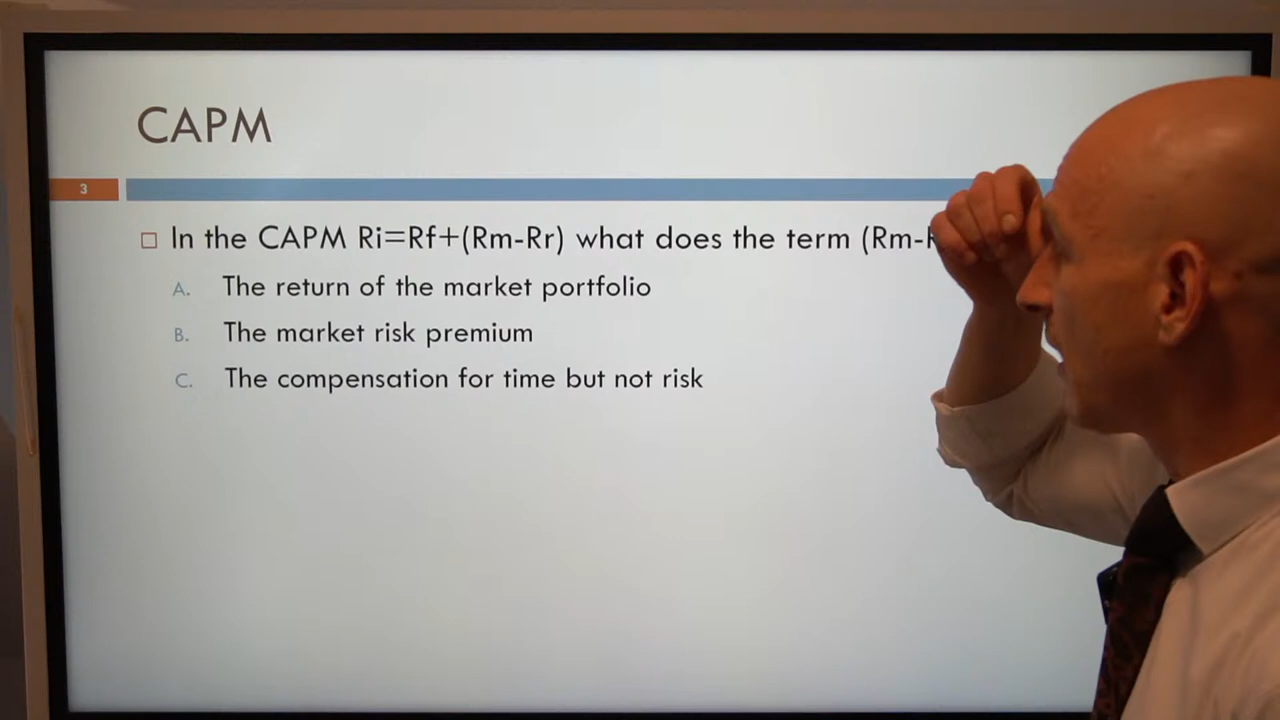 CAPM
3
In the CAPM Ri=Rf+(Rm-Rr) what does the term (Rm-
A. The return of the market portfolio
B. The market risk premium
C. The compensation for time but not risk